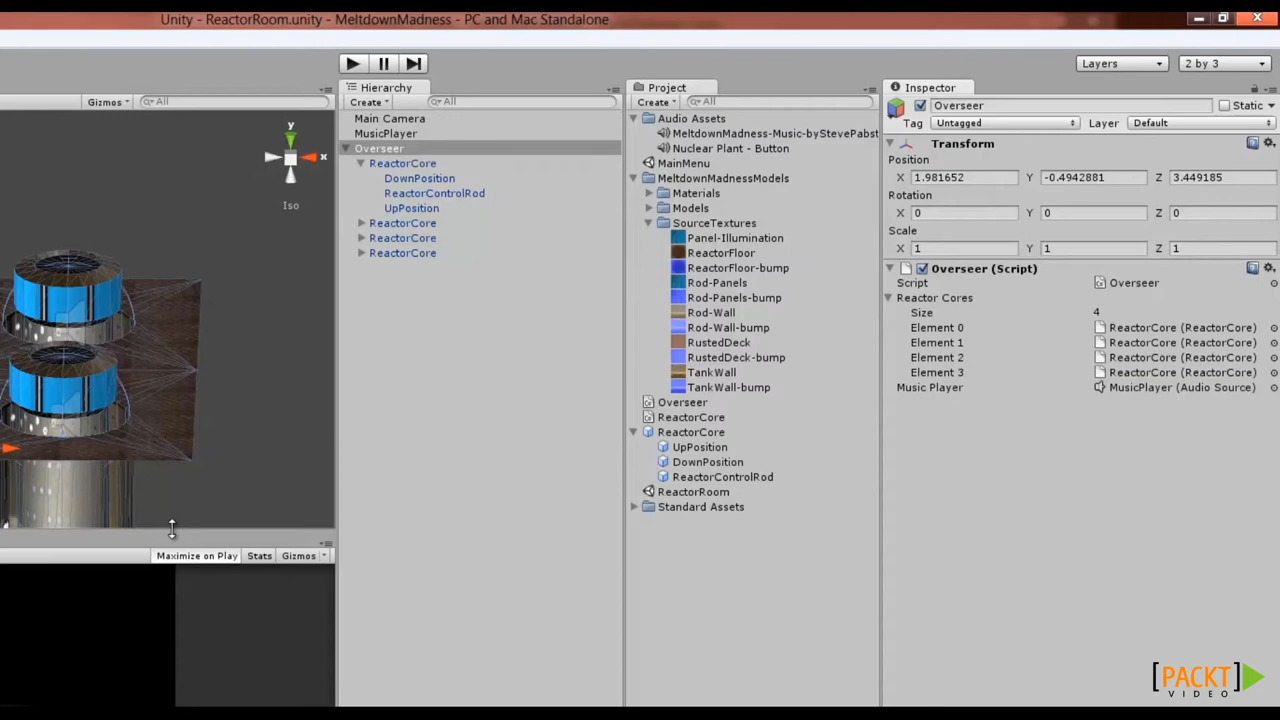 Unity - ReactorRoom.unity - MeltdownMadness - PC and Mac Standalone
Layers
2 by 3
Gizmos
All
y
x
Iso
Maximize on Play
Stats
Gizmos
Hierarchy
Create
All
Main Camera
MusicPlayer
Overseer
ReactorCore
DownPosition
ReactorControlRod
UpPosition
ReactorCore
ReactorCore
ReactorCore
Project
Create
All
Audio Assets
MeltdownMadness-Music-byStevePabst
Nuclear Plant - Button
MainMenu
MeltdownMadnessModels
Materials
Models
SourceTextures
Panel-Illumination
ReactorFloor
ReactorFloor-bump
Rod-Panels
Rod-Panels-bump
Rod-Wall
Rod-Wall-bump
RustedDeck
RustedDeck-bump
TankWall
TankWall-bump
Overseer
ReactorCore
ReactorCore
UpPosition
DownPosition
ReactorControlRod
ReactorRoom
Standard Assets
Inspector
Overseer
Static
Tag Untagged Layer Default
Transform
Position
X 1.981652 Y -0.4942881 Z 3.449185
Rotation
X 0 Y 0 Z 0
Scale
X 1 Y 1 Z 1
Overseer (Script)
Script Overseer
Reactor Cores
Size 4
Element 0 ReactorCore (ReactorCore)
Element 1 ReactorCore (ReactorCore)
Element 2 ReactorCore (ReactorCore)
Element 3 ReactorCore (ReactorCore)
Music Player MusicPlayer (Audio Source)
[PACKT]
VIDEO